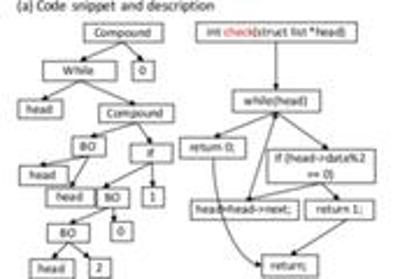 (a) Code snippet and description
Compound
int check(struct list *head)
While
0
while(head)
head
Compound
BO
if
return 0;
if (head->data%2
== 0)
head
head
BO
1
head=head->next;
return 1;
BO
0
head
2
return;